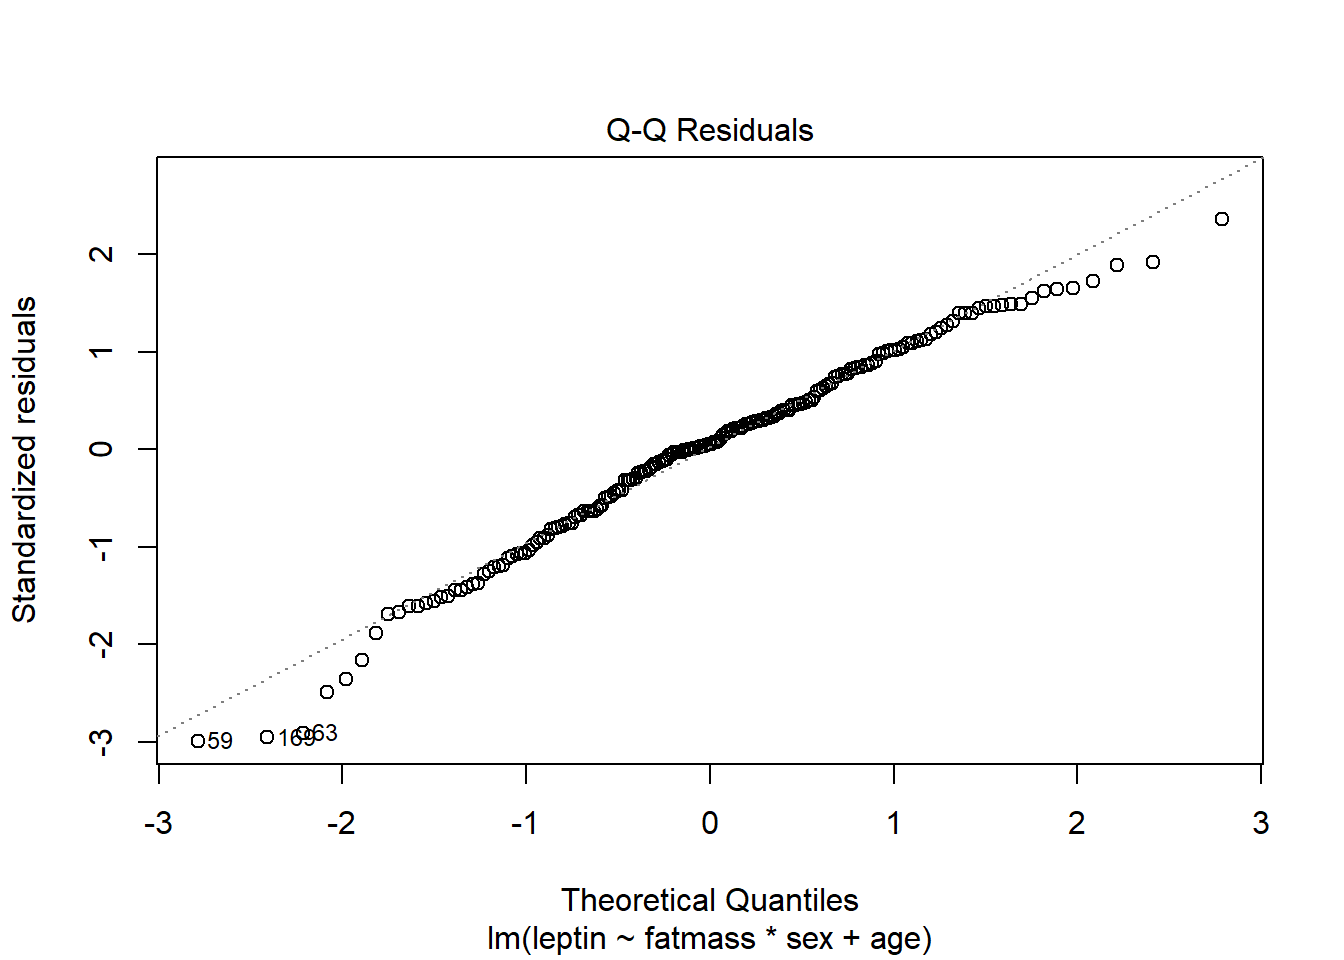 Q-Q Residuals
Standardized residuals
2
1
0
-1
-2
-3
59
169
63
-3 -2 -1 0 1 2 3
Theoretical Quantiles
lm(leptin ~ fatmass * sex + age)